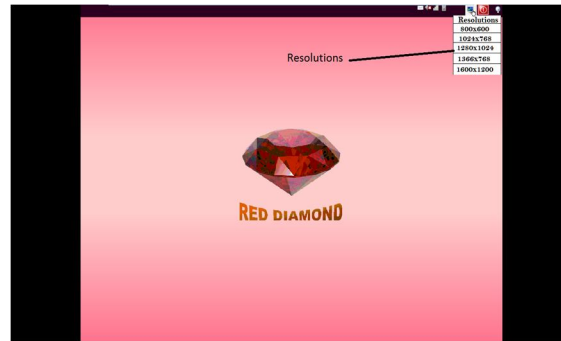 Resolutions
800x600
1024x768
1280x1024
1366x768
1600x1200
Resolutions
RED DIAMOND